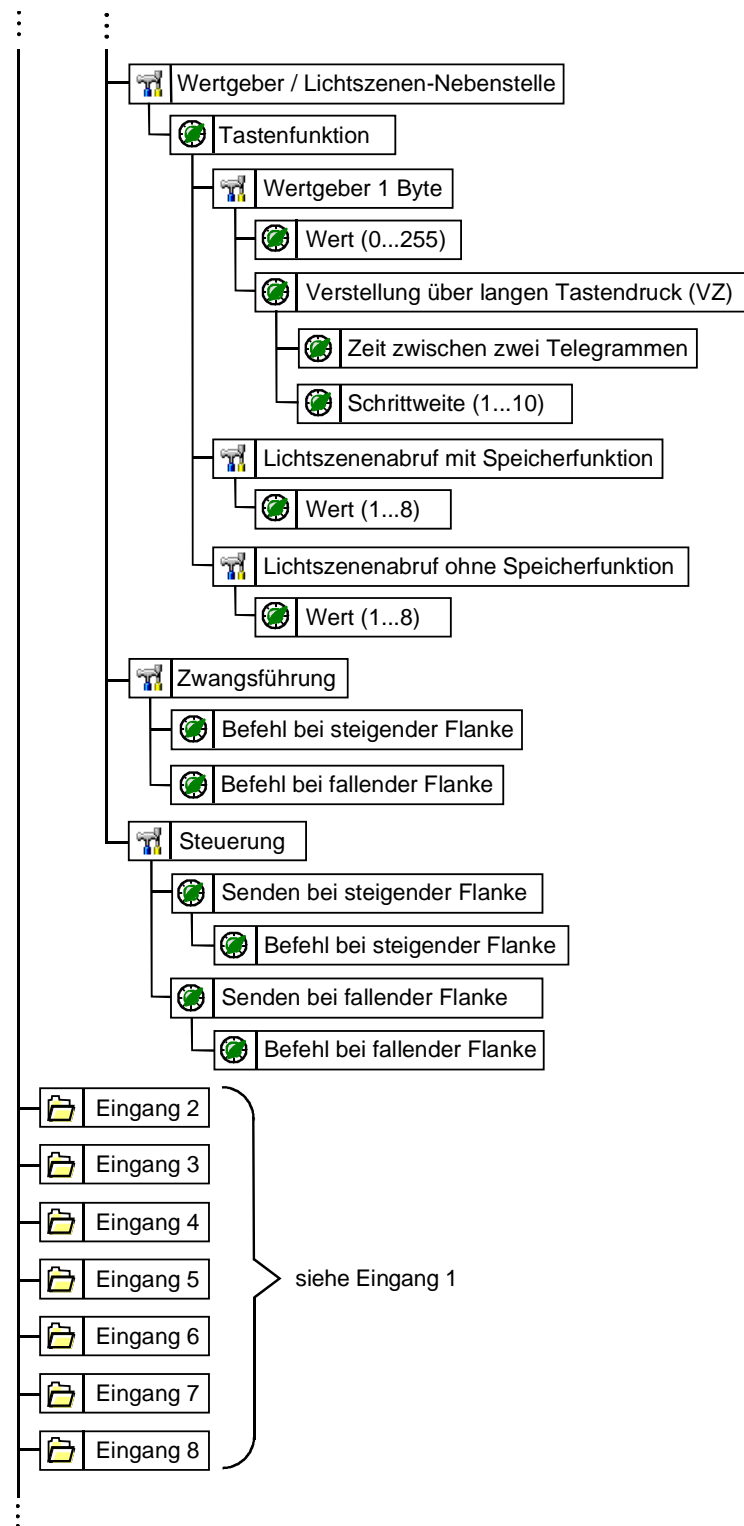 Wertgeber / Lichtszenen-Nebenstelle
Tastenfunktion
Wertgeber 1 Byte
Wert (0...255)
Verstellung über langen Tastendruck (VZ)
Zeit zwischen zwei Telegrammen
Schrittweite (1...10)
Lichtszenenabruf mit Speicherfunktion
Wert (1...8)
Lichtszenenabruf ohne Speicherfunktion
Wert (1...8)
Zwangsführung
Befehl bei steigender Flanke
Befehl bei fallender Flanke
Steuerung
Senden bei steigender Flanke
Befehl bei steigender Flanke
Senden bei fallender Flanke
Befehl bei fallender Flanke
Eingang 2
Eingang 3
Eingang 4
Eingang 5
siehe Eingang 1
Eingang 6
Eingang 7
Eingang 8